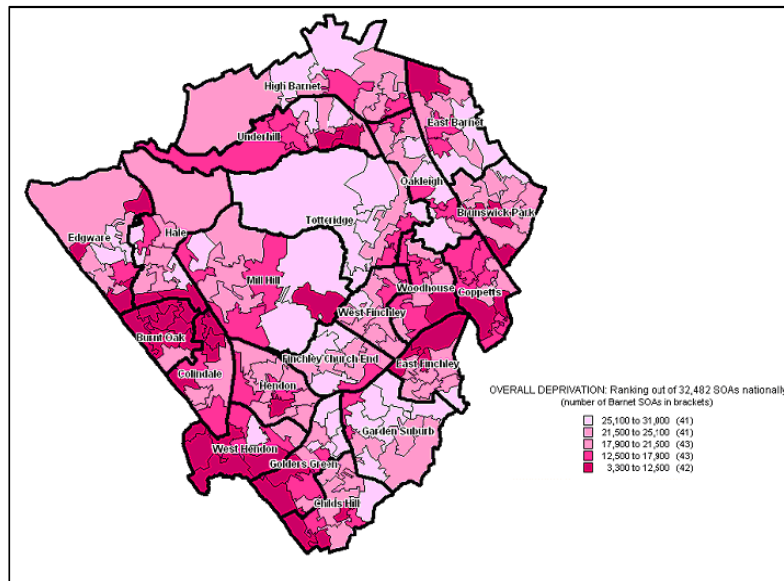 High Barnet
East Barnet
Underhill
Oakleigh
Brunswick Park
Totteridge
Edgware
Hale
Mill Hill
Woodhouse
Coppetts
West Finchley
Burnt Oak
Finchley Church End
East Finchley
Colindale
Hendon
OVERALL DEPRIVATION: Ranking out of 32,482 SOAs nationally
(number of Barnet SOAs in brackets)
25,100 to 31,800 (41)
21,500 to 25,100 (41)
17,900 to 21,500 (43)
12,500 to 17,900 (43)
3,300 to 12,500 (42)
Garden Suburb
West Hendon
Golders Green
Childs Hill